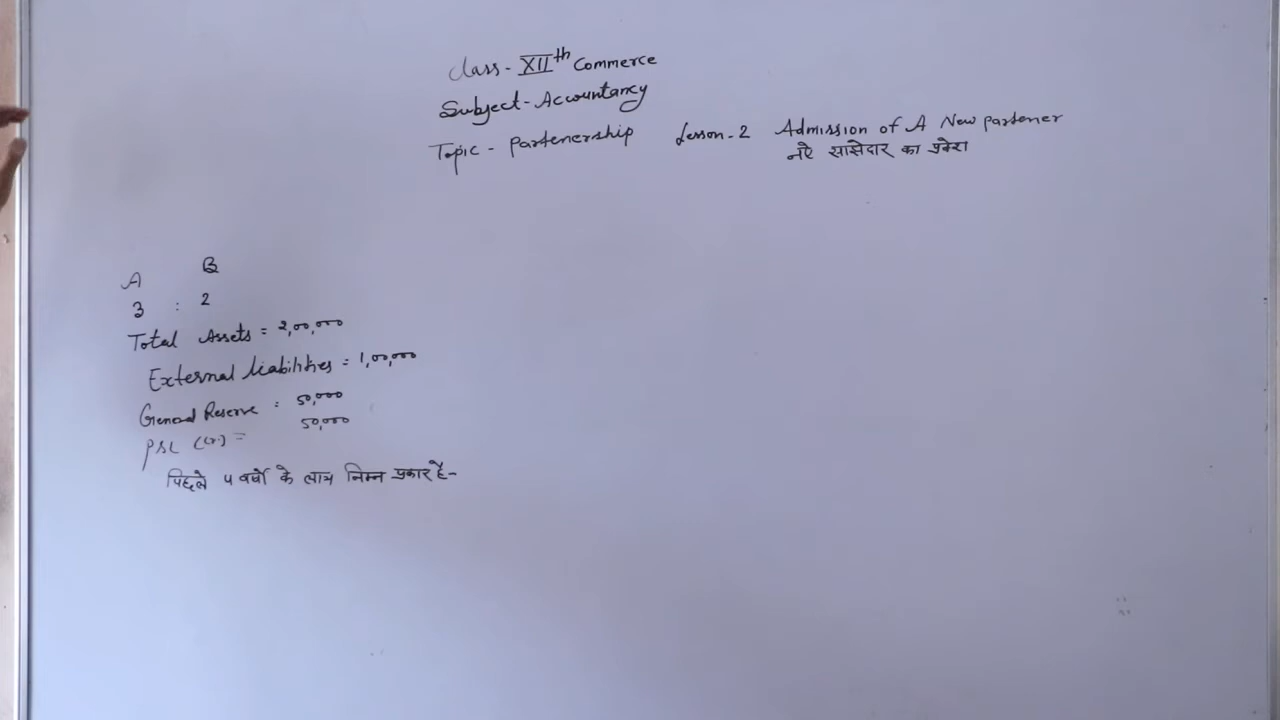 Class - XIIth Commerce
Subject - Accountancy
Topic - Partenership Lesson - 2 Admission of A New Partener
नऐ साझेदार का प्रवेश
A B
3 : 2
Total Assets = 2,00,000
External Liabilities = 1,00,000
General Reserve = 50,000
P&L (Cr.) = 50,000
पिछले 4 वर्षो के लाभ निम्न प्रकार है-